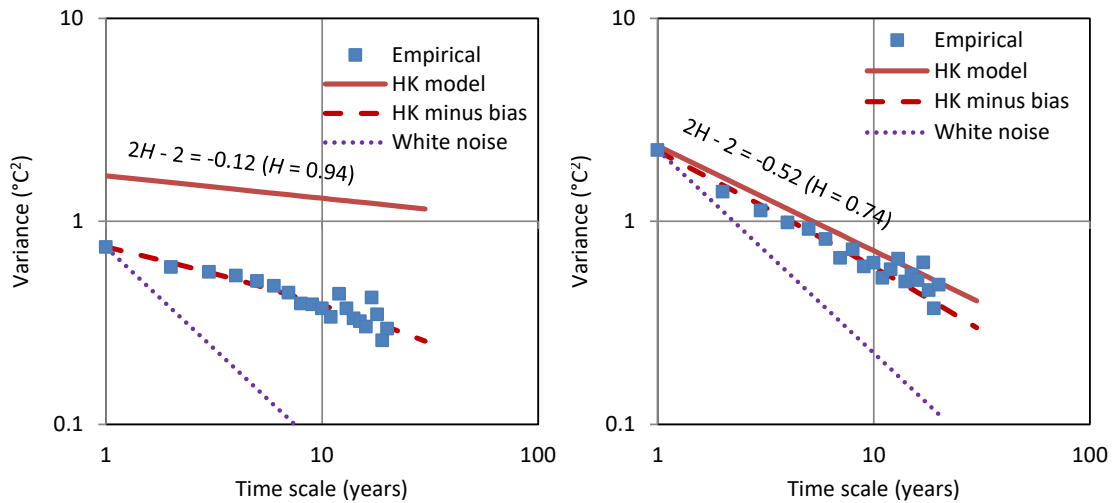 10
Empirical
HK model
HK minus bias
White noise
2H - 2 = -0.12 (H = 0.94)
Variance (°C²)
1
0.1
1
10
100
Time scale (years)
10
Empirical
HK model
HK minus bias
White noise
2H - 2 = -0.52 (H = 0.74)
Variance (°C²)
1
0.1
1
10
100
Time scale (years)